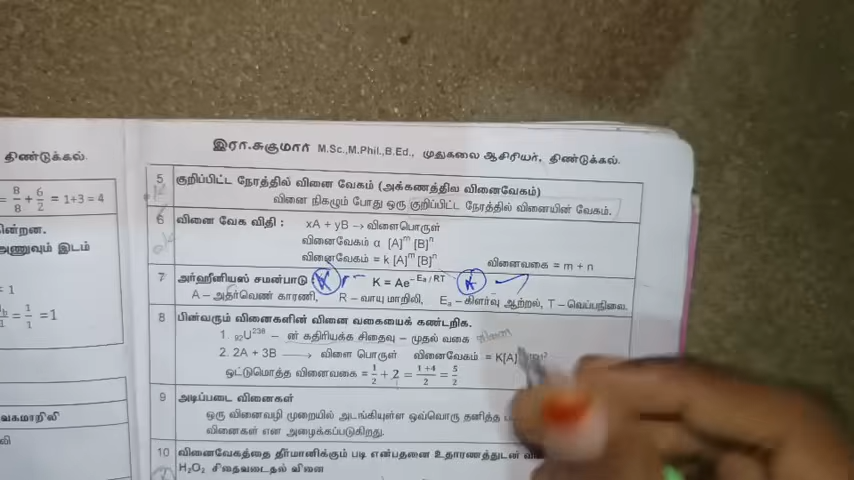 திண்டுக்கல்.
= 8/8 + 6/2 = 1+3 = 4
கின்றன.
அணுவும் இடம்
= 1
= 1/1 = 1
வகமாறிலி
லி
இரா.சுகுமார் M.Sc.,M.Phil.,B.Ed., முதுகலை ஆசிரியர், திண்டுக்கல்.
5 குறிப்பிட்ட நேரத்தில் வினை வேகம் (அக்கணத்தில வினைவேகம்)
வினை நிகழும் போது ஒரு குறிப்பிட்ட நேரத்தில் வினையின் வேகம்.
6 வினை வேக விதி : xA + yB → விளைபொருள்
வினைவேகம் α [A]^m [B]^n
வினைவேகம் = k [A]^m [B]^n வினைவகை = m + n
7 அர்ஹீனியஸ் சமன்பாடு K = Ae^–Ea/RT
A – அதிர்வெண் காரணி, R – வாயு மாறிலி, Ea – கிளர்வு ஆற்றல், T – வெப்பநிலை.
8 பின்வரும் வினைகளின் வினை வகையைக் கண்டறிக.
1. 92U238 – ன் கதிரியக்க சிதைவு – முதல் வகை
2. 2A + 3B → விளை பொருள் வினைவேகம் = K[A]
ஒட்டுமொத்த வினைவகை = 1/2 + 2 = 1+4/2 = 5/2
9 அடிப்படை வினைகள்
ஒரு வினைவழி முறையில் அடங்கியுள்ள ஒவ்வொரு தனித்த
வினைகள் என அழைக்கப்படுகிறது.
10 வினைவேகத்தை தீர்மானிக்கும் படி என்பதனை உதாரணத்துடன்
H2O2 சிதைவடைதல் வினை